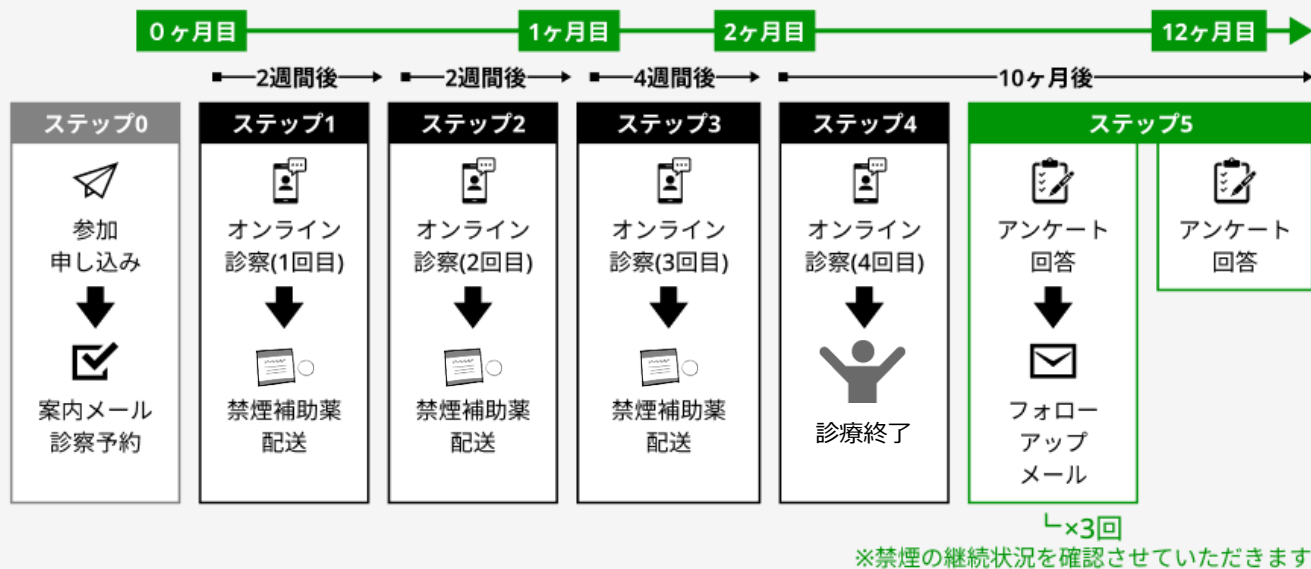 0ヶ月目
1ヶ月目
2ヶ月目
12ヶ月目
2週間後
2週間後
4週間後
10ヶ月後
ステップ0
参加
申し込み
案内メール
診察予約
ステップ1
オンライン
診察(1回目)
禁煙補助薬
配送
ステップ2
オンライン
診察(2回目)
禁煙補助薬
配送
ステップ3
オンライン
診察(3回目)
禁煙補助薬
配送
ステップ4
オンライン
診察(4回目)
診療終了
ステップ5
アンケート
回答
フォロー
アップ
メール
アンケート
回答
×3回
※禁煙の継続状況を確認させていただきます